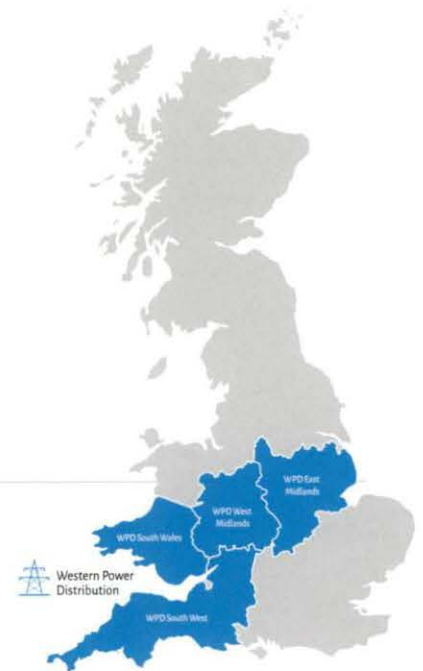 WPD East
Midlands
WPD West
Midlands
WPD South Wales
Western Power
Distribution
WPD South West